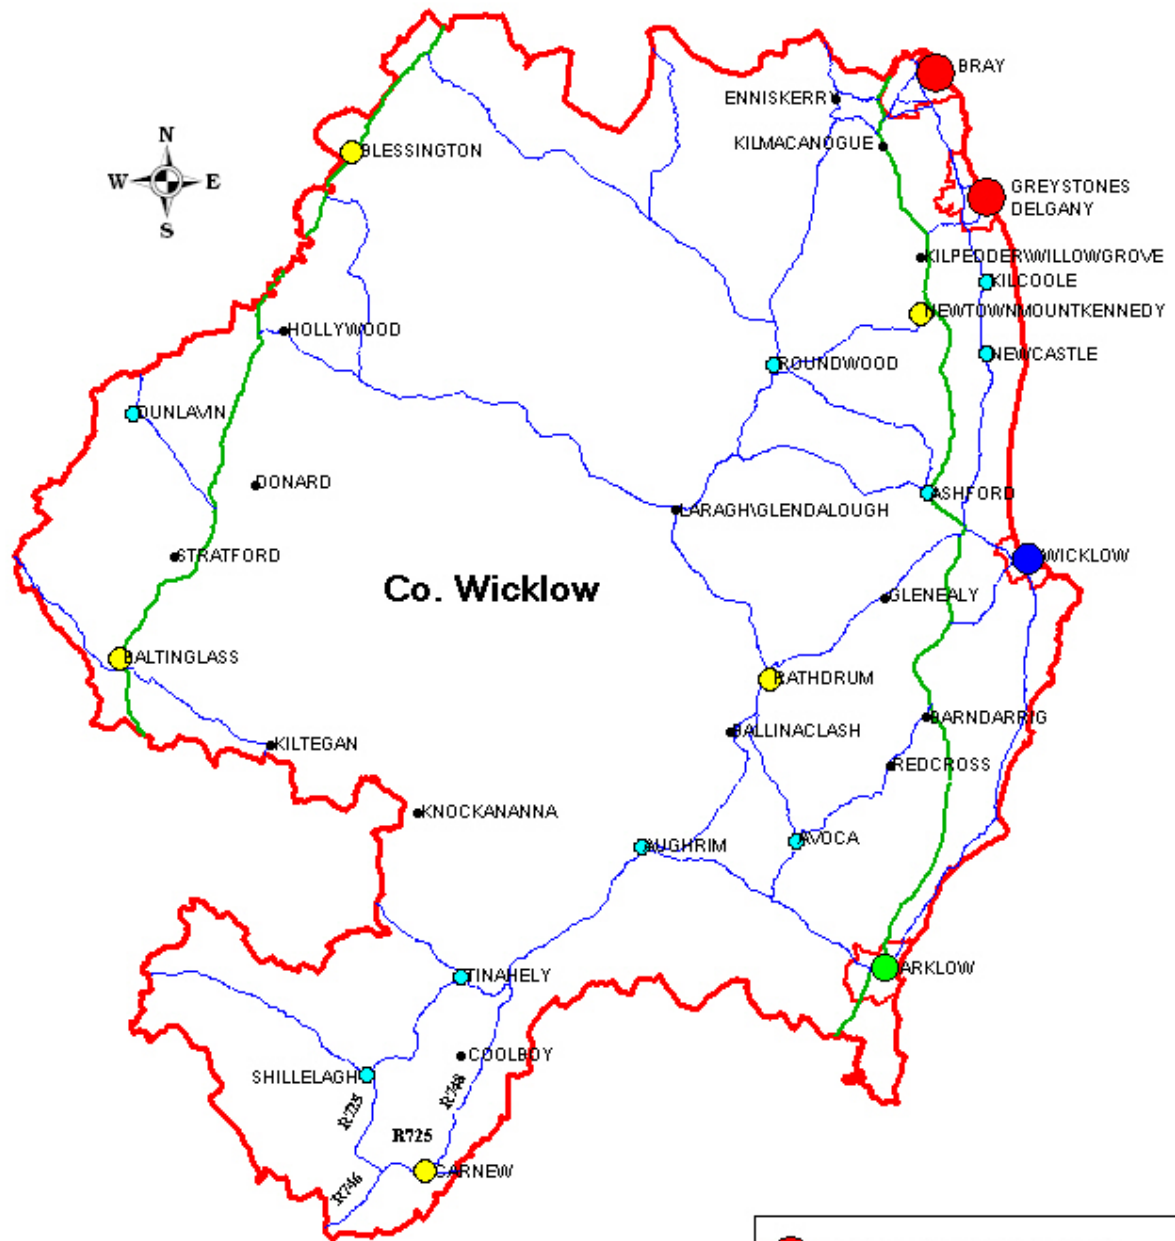 BRAY
ENNISKERRY
KILMACANOGUE
N
W E
S
BLESSINGTON
GREYSTONES
DELGANY
KILPEDDERWILLOWGROVE
KILCOOLE
NEWTOWNMOUNTKENNEDY
HOLLYWOOD
ROUNDWOOD
NEWCASTLE
DUNLAVIN
DONARD
ASHFORD
LARAGH\GLENDALOUGH
STRATFORD
WICKLOW
Co. Wicklow
GLENEALY
BALTINGLASS
RATHDRUM
BARNDARRIG
BALLINACLASH
KILTEGAN
REDCROSS
KNOCKANANNA
AVOCA
AUGHRIM
ARKLOW
TINAHELY
COOLBOY
SHILLELAGH
R748
R725
R725
CARNEW
R746